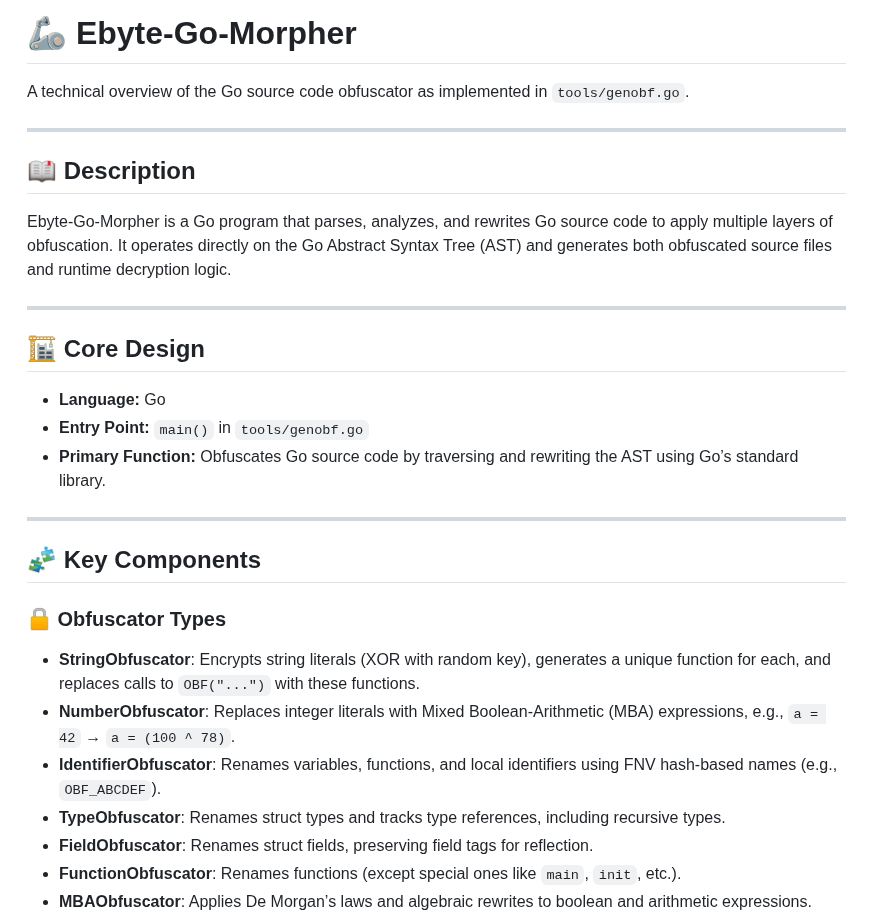 Ebyte-Go-Morpher
A technical overview of the Go source code obfuscator as implemented in tools/genobf.go.
Description
Ebyte-Go-Morpher is a Go program that parses, analyzes, and rewrites Go source code to apply multiple layers of
obfuscation. It operates directly on the Go Abstract Syntax Tree (AST) and generates both obfuscated source files
and runtime decryption logic.
Core Design
• Language: Go
• Entry Point: main() in tools/genobf.go
• Primary Function: Obfuscates Go source code by traversing and rewriting the AST using Go’s standard
library.
Key Components
Obfuscator Types
• StringObfuscator: Encrypts string literals (XOR with random key), generates a unique function for each, and
replaces calls to OBF("...") with these functions.
• NumberObfuscator: Replaces integer literals with Mixed Boolean-Arithmetic (MBA) expressions, e.g., a =
42 → a = (100 ^ 78).
• IdentifierObfuscator: Renames variables, functions, and local identifiers using FNV hash-based names (e.g.,
OBF_ABCDEF).
• TypeObfuscator: Renames struct types and tracks type references, including recursive types.
• FieldObfuscator: Renames struct fields, preserving field tags for reflection.
• FunctionObfuscator: Renames functions (except special ones like main, init, etc.).
• MBAObfuscator: Applies De Morgan’s laws and algebraic rewrites to boolean and arithmetic expressions.